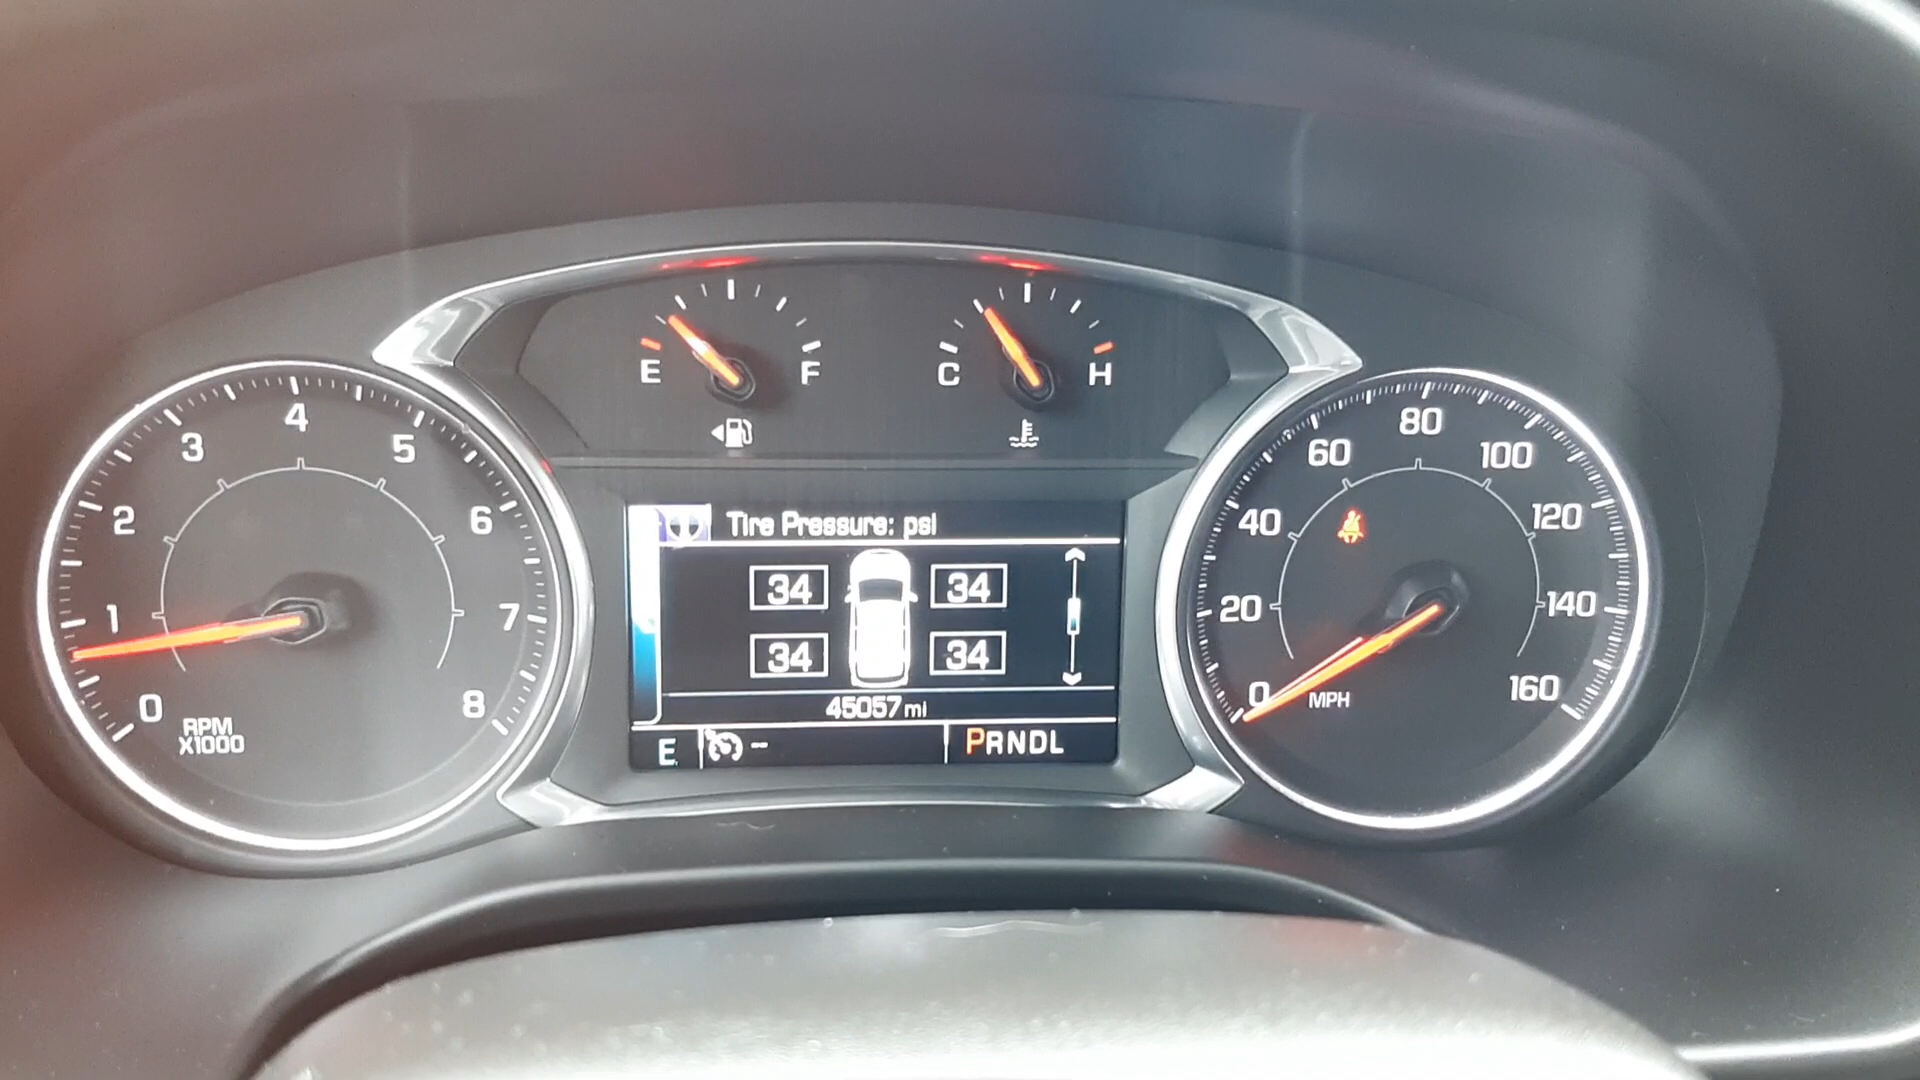 E F
C H
0 1 2 3 4 5 6 7 8
RPM
X1000
Tire Pressure: psi
34 34
34 34
45057 mi
E -- PRNDL
0 20 40 60 80 100 120 140 160
MPH